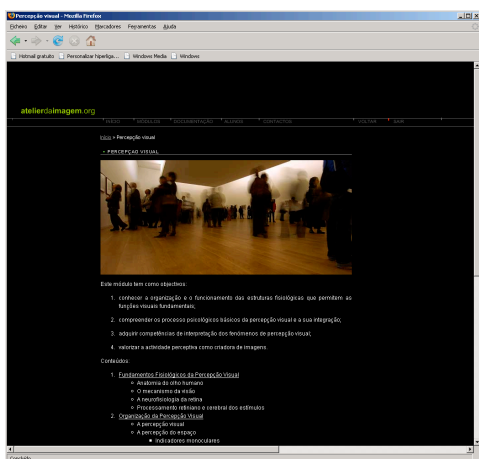 Percepção visual - Mozilla Firefox
Ficheiro Editar Ver Histórico Marcadores Ferramentas Ajuda
Hotmail gratuito Personalizar hiperliga... Windows Media Windows
atelierdaimagem.org
INÍCIO MÓDULOS DOCUMENTAÇÃO ALUNOS CONTACTOS VOLTAR SAIR
Início » Percepção visual
PERCEPÇÃO VISUAL
Este módulo tem como objectivos:
1. conhecer a organização e o funcionamento das estruturas fisiológicas que permitem as
funções visuais fundamentais;
2. compreender os processo psicológicos básicos da percepção visual e a sua integração;
3. adquirir competências de interpretação dos fenómenos de percepção visual;
4. valorizar a actividade perceptiva como criadora de imagens.
Conteúdos:
1. Fundamentos Fisiológicos da Percepção Visual
Anatomia do olho humano
O mecanismo da visão
A neurofisiologia da retina
Processamento retiniano e cerebral dos estímulos
2. Organização da Percepção Visual
A percepção visual
A percepção do espaço
Indicadores monoculares
Concluído